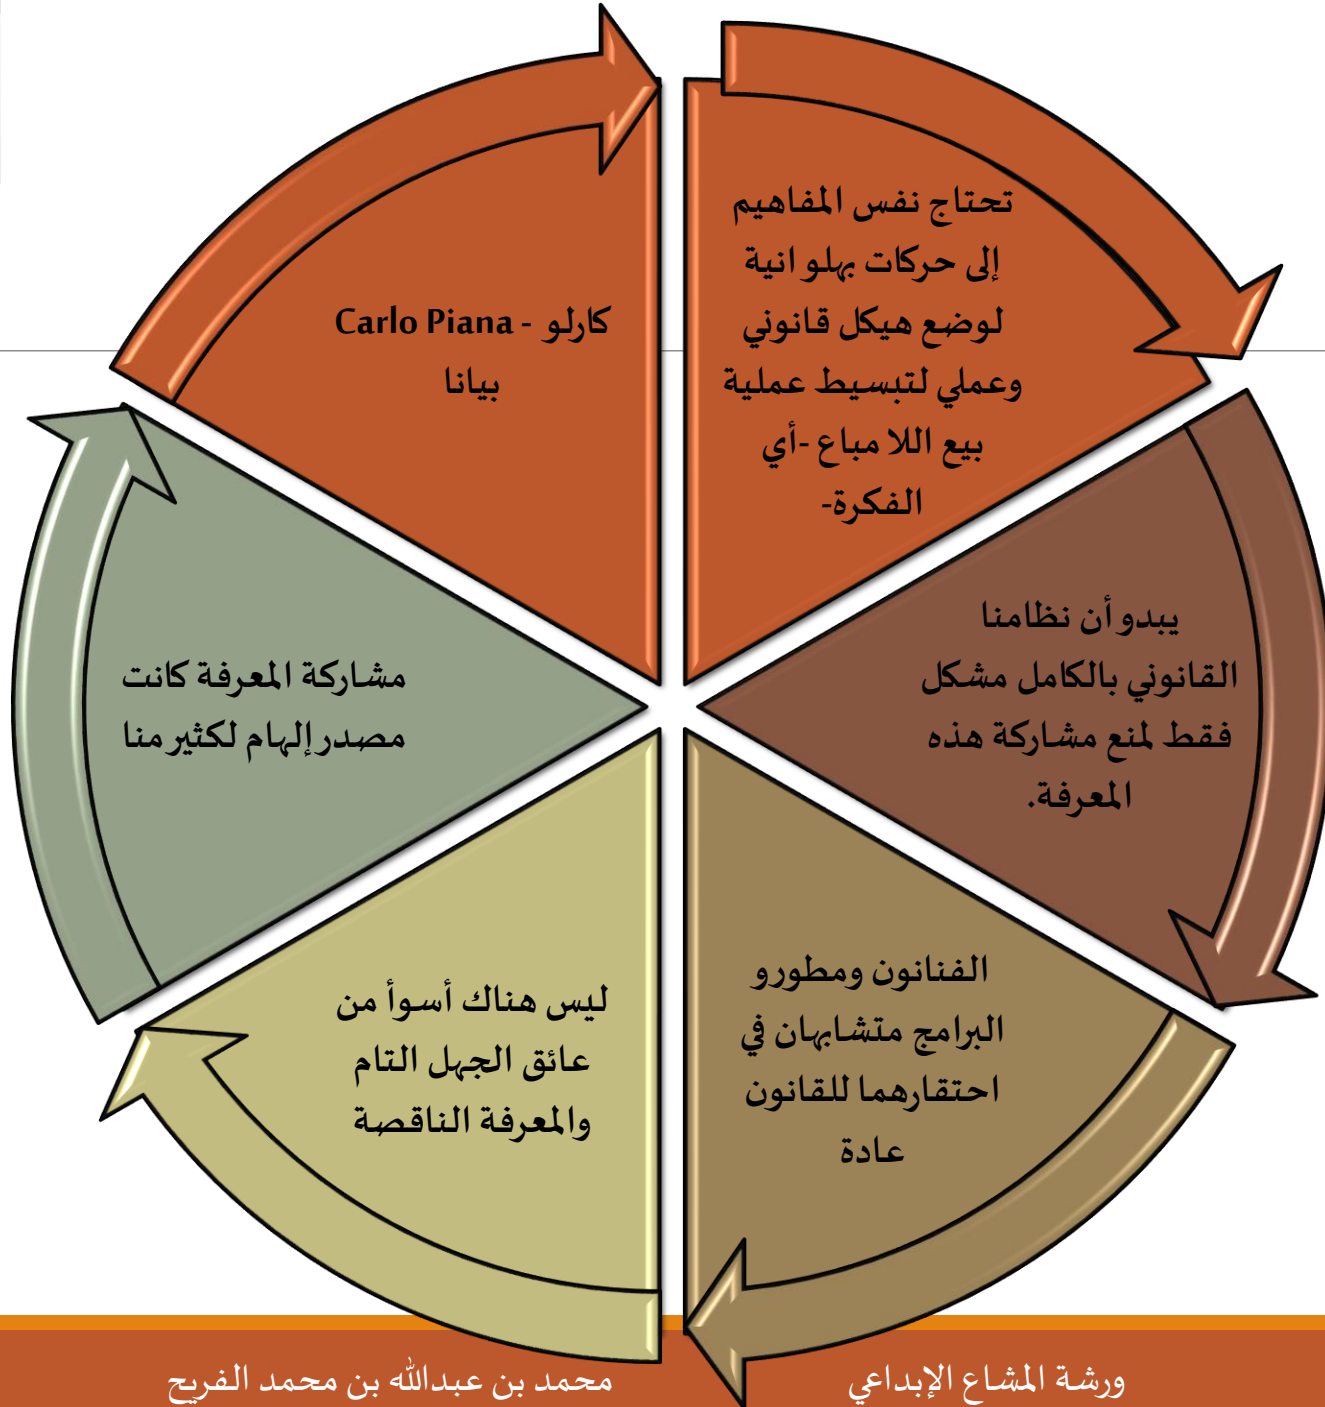 تحتاج نفس المفاهيم
إلى حركات بهلوانية
لوضع هيكل قانوني
وعملي لتبسيط عملية
بيع اللا مباع -أي
الفكرة-
يبدو أن نظامنا
القانوني بالكامل مشكل
فقط لمنع مشاركة هذه
المعرفة.
الفنانون ومطورو
البرامج متشابهان في
احتقارهما للقانون
عادة
ليس هناك أسوأ من
عائق الجهل التام
والمعرفة الناقصة
مشاركة المعرفة كانت
مصدر إلهام لكثير منا
Carlo Piana - كارلو
بيانا
ورشة المشاع الإبداعي
محمد بن عبدالله بن محمد الفريح